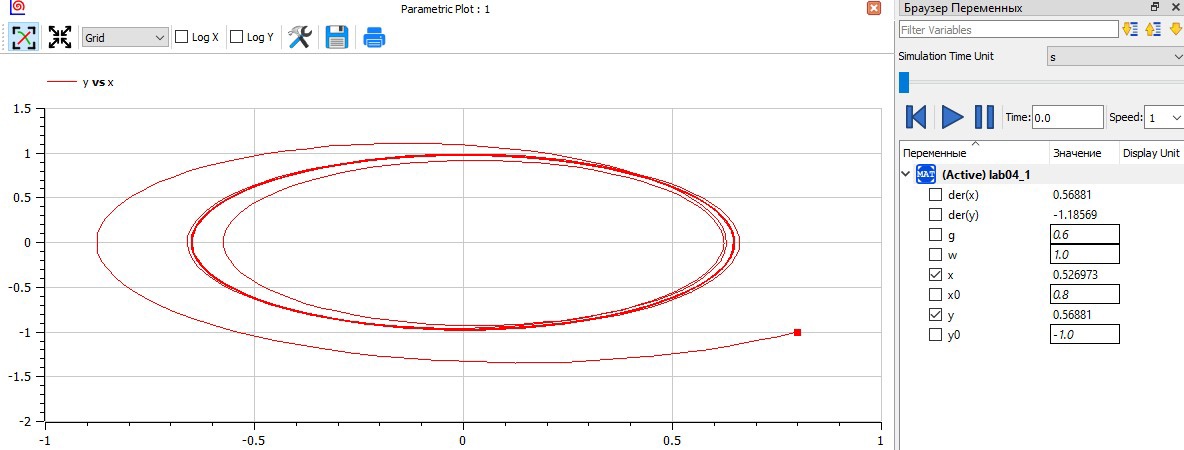 Parametric Plot : 1
Grid
Log X
Log Y
y vs x
1.5
1
0.5
0
-0.5
-1
-1.5
-2
-1
-0.5
0
0.5
1
Браузер Переменных
Filter Variables
Simulation Time Unit
s
Time: 0.0
Speed: 1
Переменные Значение Display Unit
MAT (Active) lab04_1
der(x) 0.56881
der(y) -1.18569
g 0.6
w 1.0
x 0.526973
x0 0.8
y 0.56881
y0 -1.0